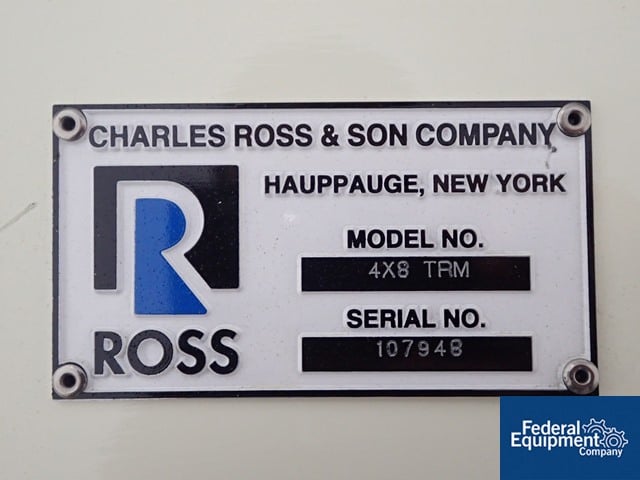 CHARLES ROSS & SON COMPANY
HAUPPAUGE, NEW YORK
R
ROSS
MODEL NO.
4X8 TRM
SERIAL NO.
107948
Federal
Equipment
Company